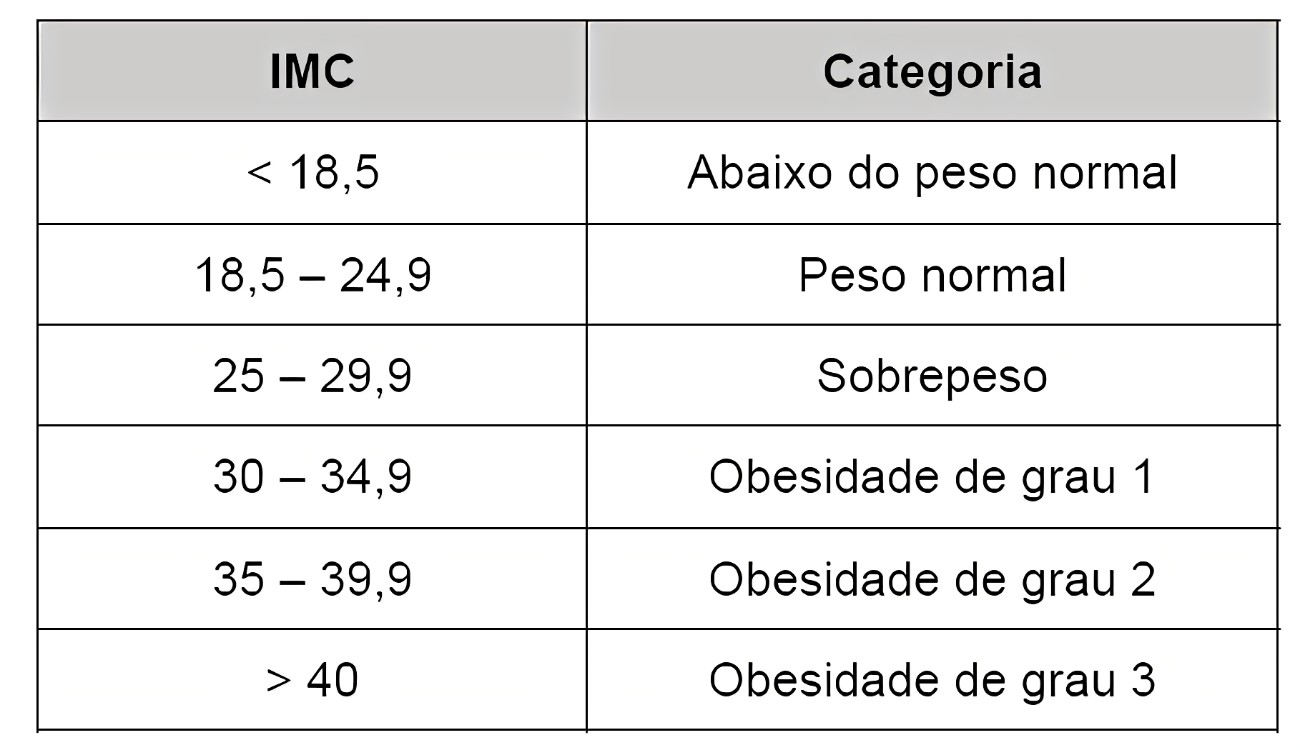 IMC Categoria
< 18,5 Abaixo do peso normal
18,5 – 24,9 Peso normal
25 – 29,9 Sobrepeso
30 – 34,9 Obesidade de grau 1
35 – 39,9 Obesidade de grau 2
> 40 Obesidade de grau 3